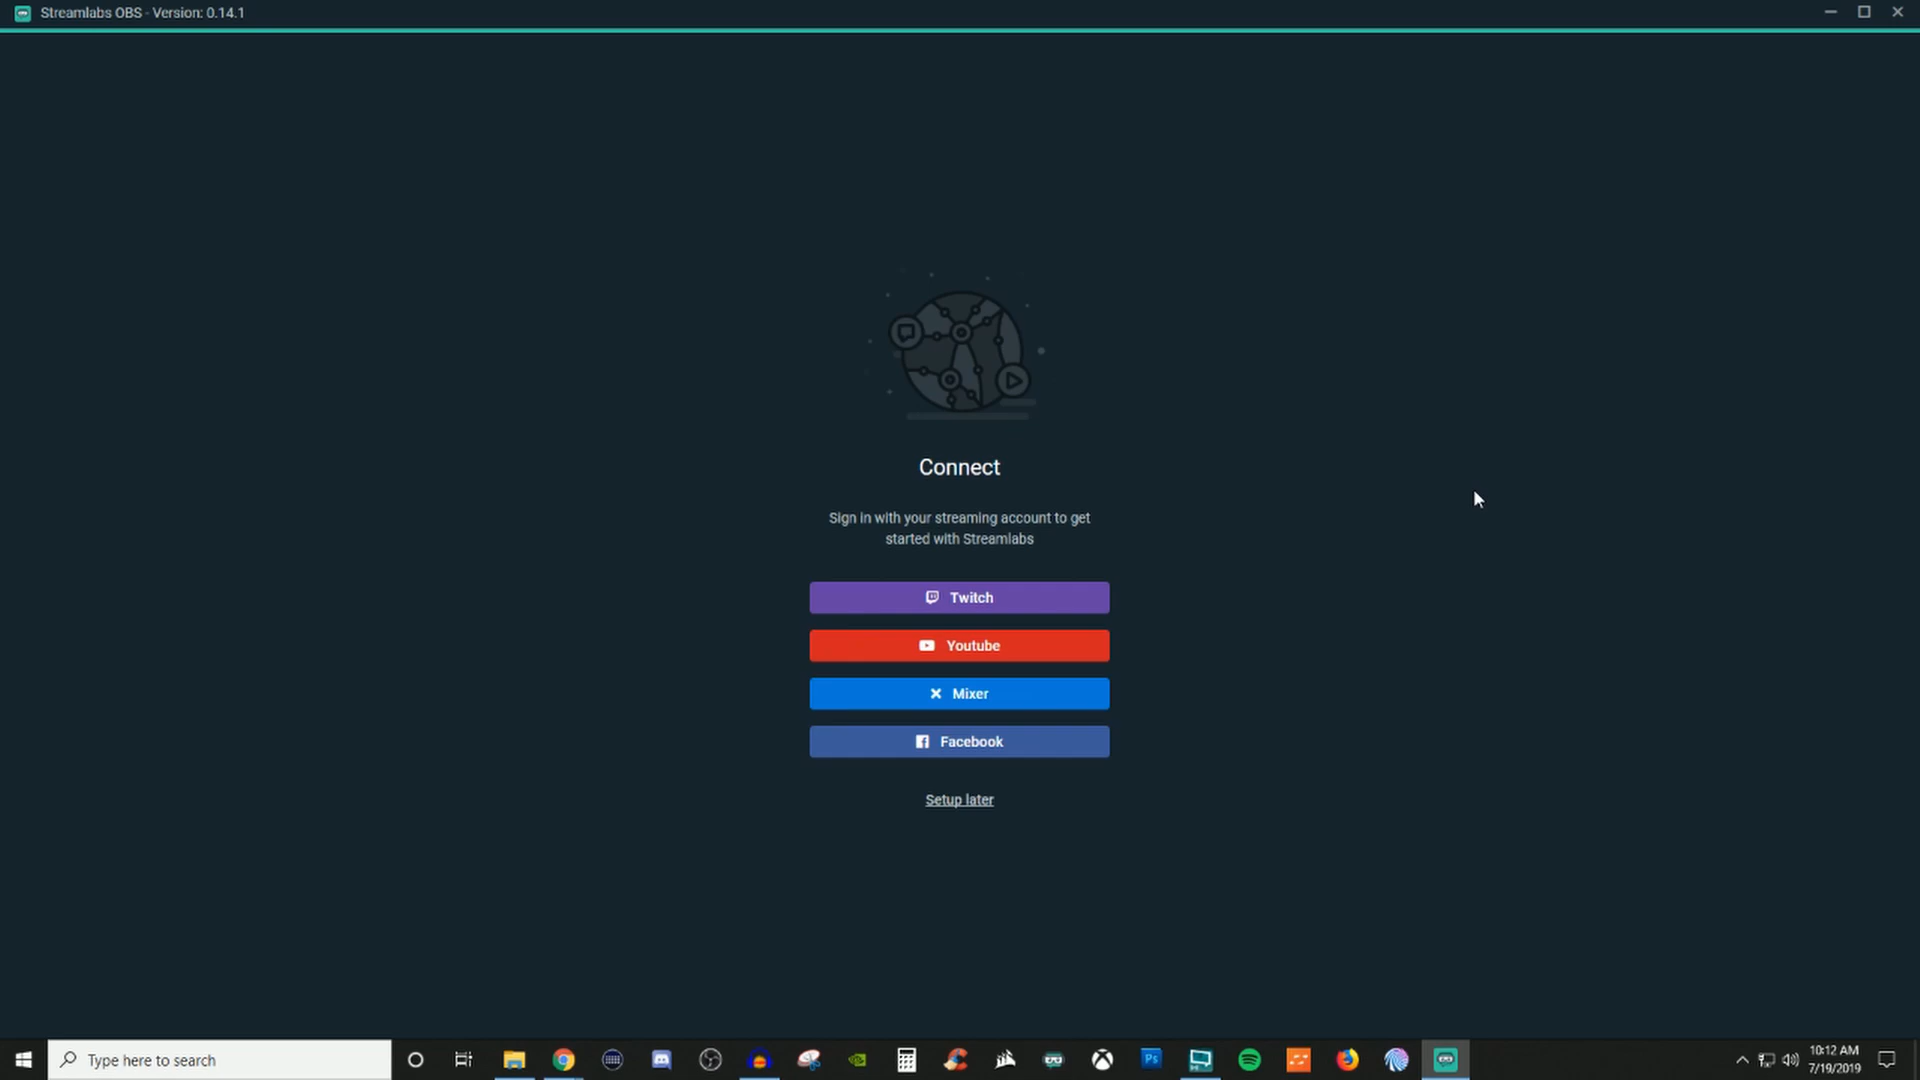 Streamlabs OBS - Version: 0.14.1
Connect
Sign in with your streaming account to get
started with Streamlabs
Twitch
Youtube
Mixer
Facebook
Setup later
Type here to search
Ps
10:12 AM
7/19/2019